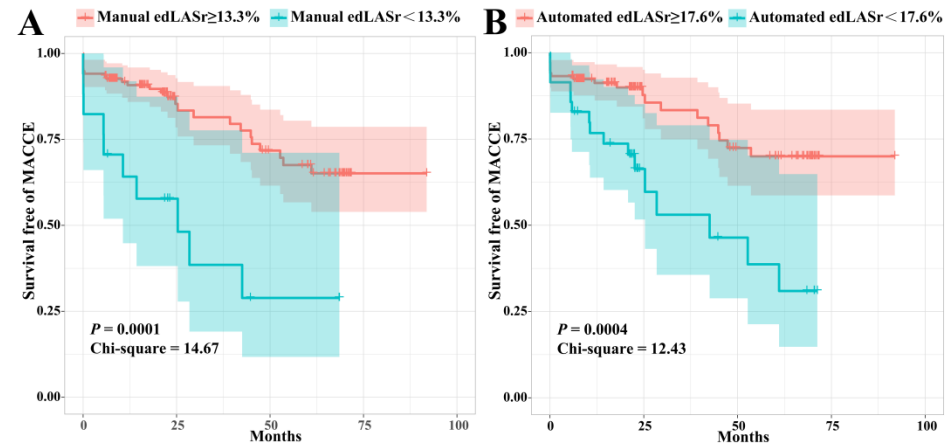 A
Manual edLASr≥13.3% Manual edLASr<13.3%
Survival free of MACCE
1.00
0.75
0.50
0.25
0.00
P = 0.0001
Chi-square = 14.67
0 25 50 75 100
Months
B
Automated edLASr≥17.6% Automated edLASr<17.6%
Survival free of MACCE
1.00
0.75
0.50
0.25
0.00
P = 0.0004
Chi-square = 12.43
0 25 50 75 100
Months